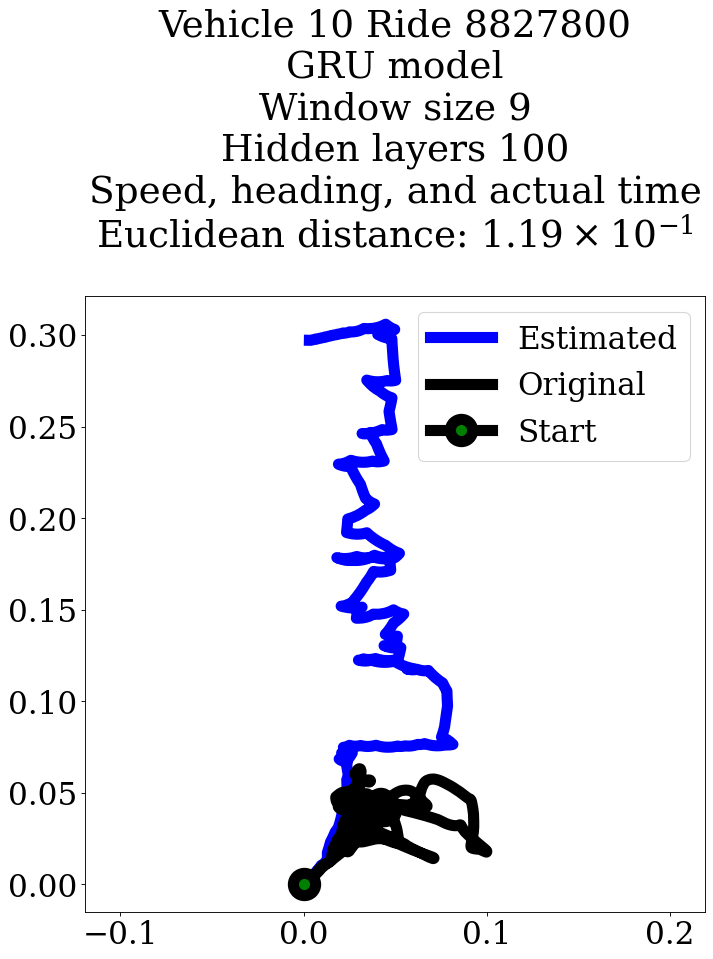 Vehicle 10 Ride 8827800
GRU model
Window size 9
Hidden layers 100
Speed, heading, and actual time
Euclidean distance: 1.19 × 10⁻¹
Estimated
Original
Start
0.30
0.25
0.20
0.15
0.10
0.05
0.00
−0.1 0.0 0.1 0.2